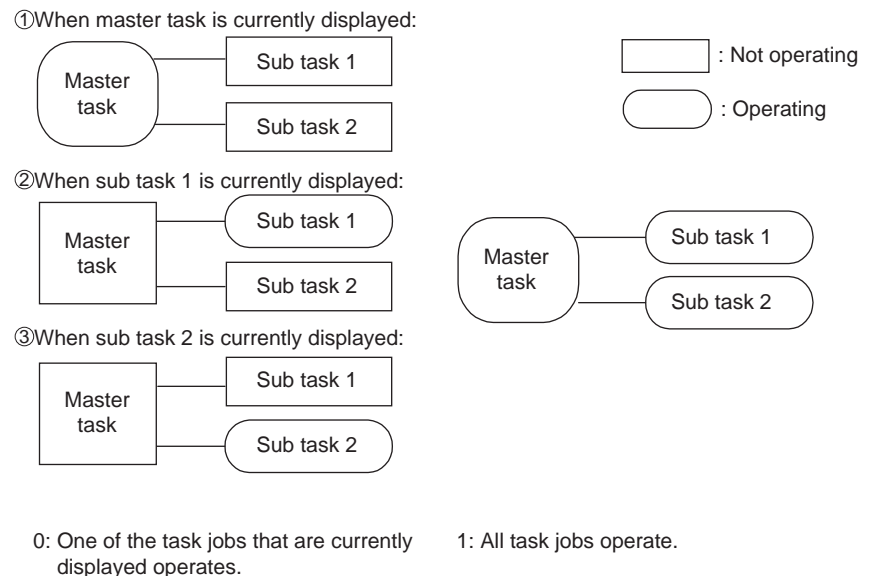 ①When master task is currently displayed:
Master
task
Sub task 1
Sub task 2
: Not operating
: Operating
②When sub task 1 is currently displayed:
Master
task
Sub task 1
Sub task 2
Master
task
Sub task 1
Sub task 2
③When sub task 2 is currently displayed:
Master
task
Sub task 1
Sub task 2
0: One of the task jobs that are currently
displayed operates.
1: All task jobs operate.